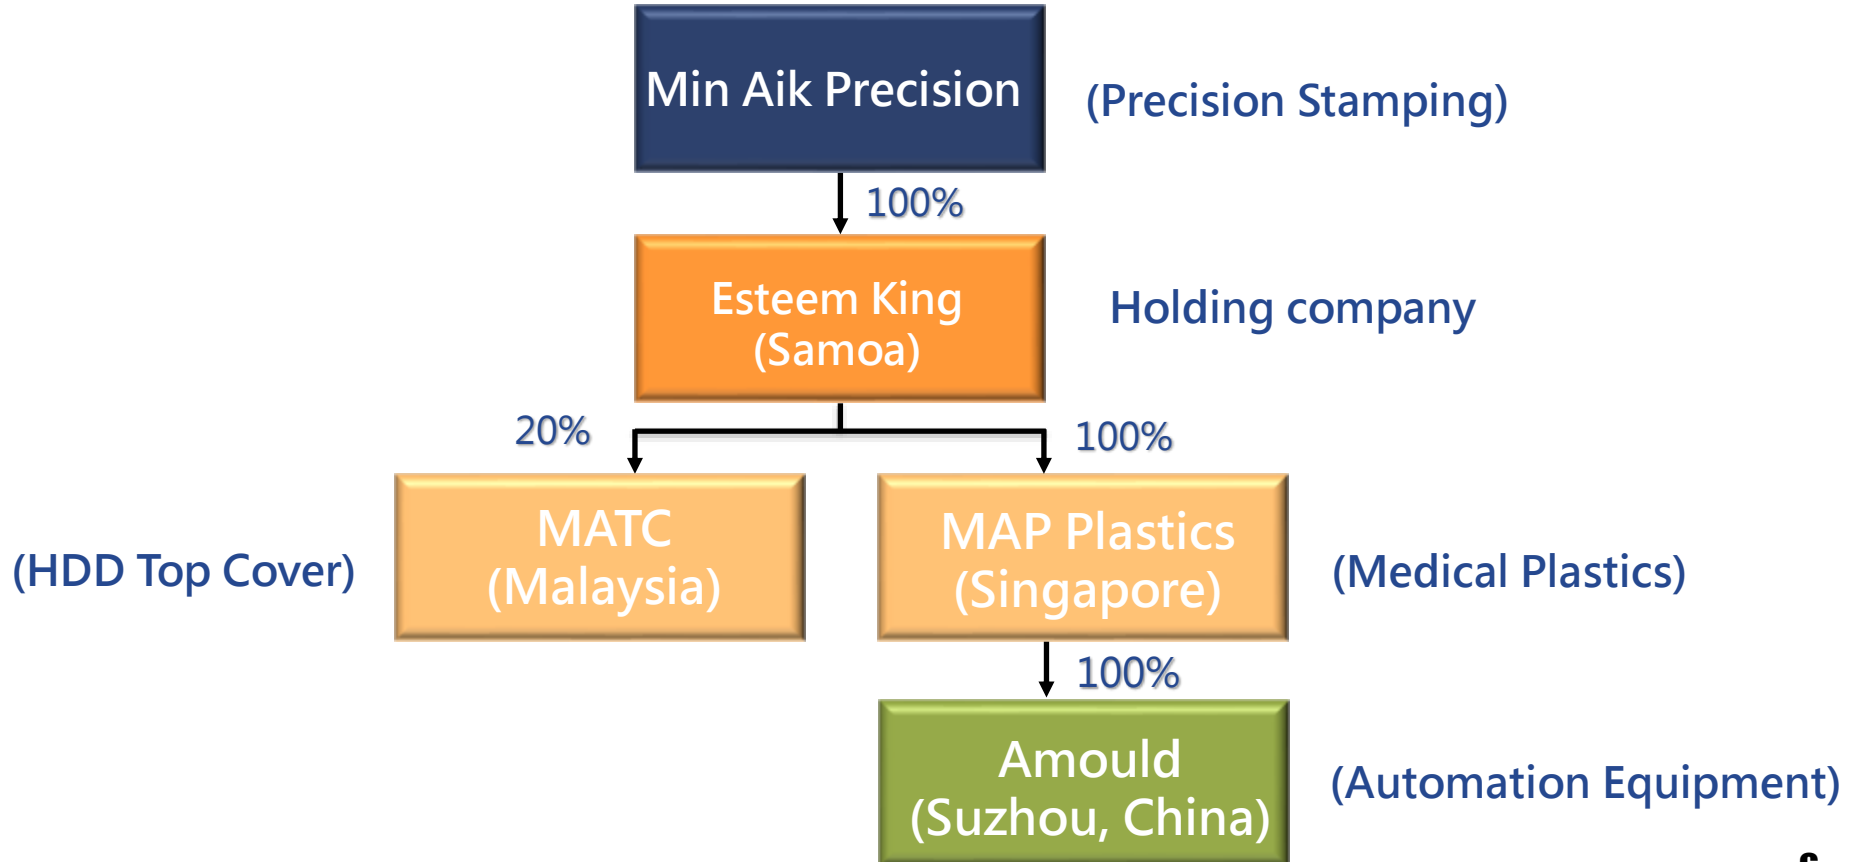 Min Aik Precision
(Precision Stamping)
100%
Esteem King
(Samoa)
Holding company
20%
100%
MATC
(Malaysia)
(HDD Top Cover)
MAP Plastics
(Singapore)
(Medical Plastics)
100%
Amould
(Suzhou, China)
(Automation Equipment)